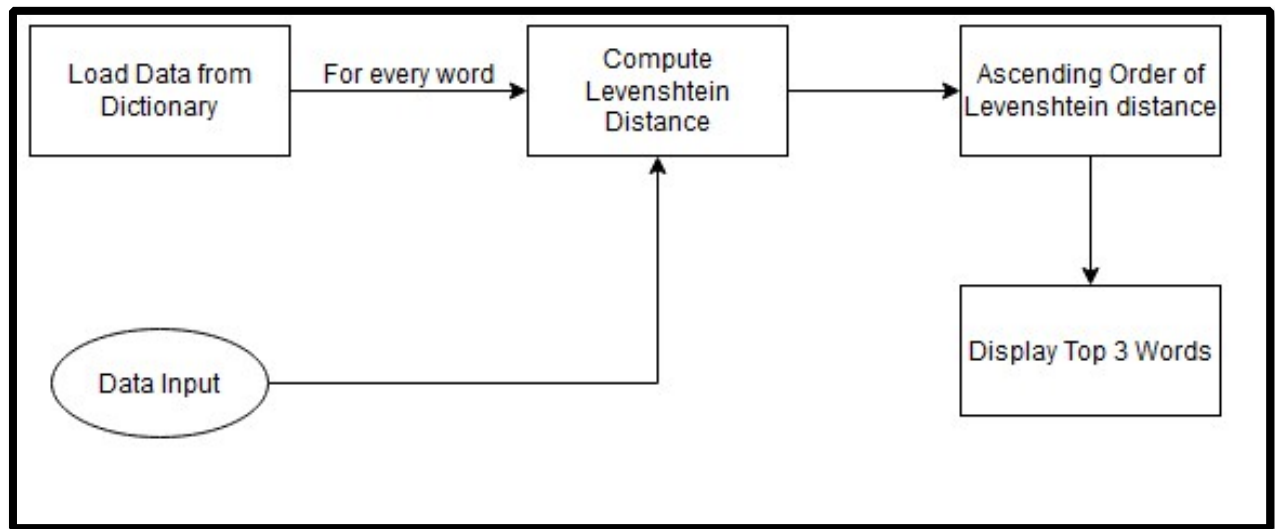 Load Data from
Dictionary
For every word
Compute
Levenshtein
Distance
Ascending Order of
Levenshtein distance
Data Input
Display Top 3 Words